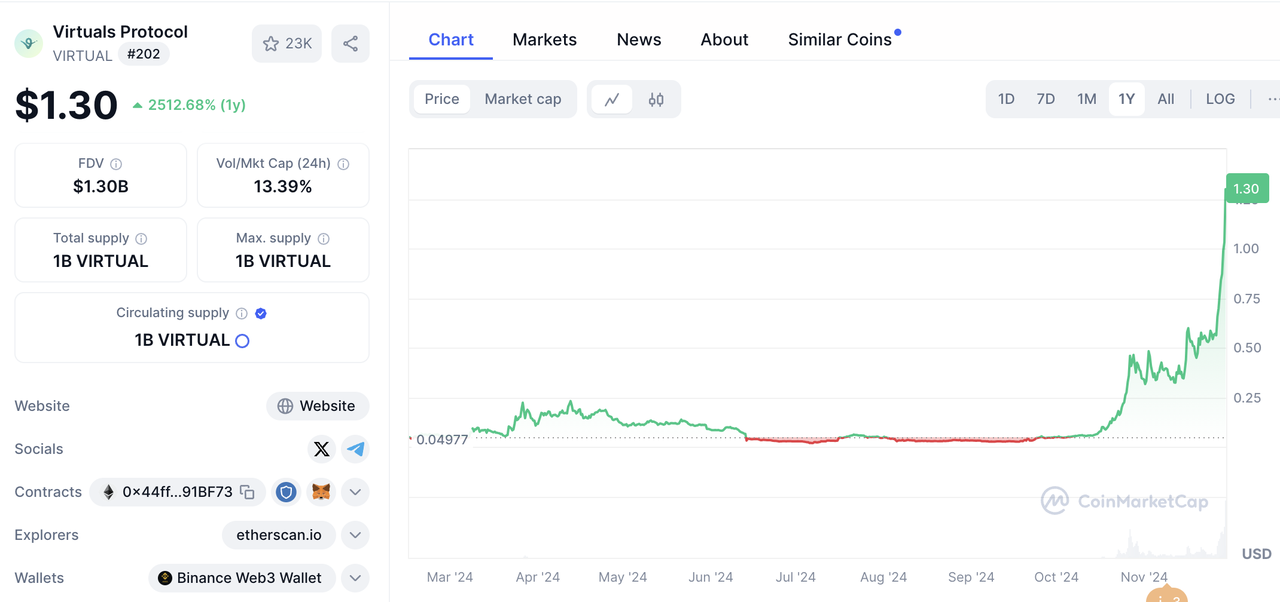 Virtuals Protocol
VIRTUAL #202
23K
$1.30 2512.68% (1y)
FDV
$1.30B
Vol/Mkt Cap (24h)
13.39%
Total supply
1B VIRTUAL
Max. supply
1B VIRTUAL
Circulating supply
1B VIRTUAL
Website Website
Socials
Contracts 0x44ff...91BF73
Explorers etherscan.io
Wallets Binance Web3 Wallet
Chart Markets News About Similar Coins
Price Market cap
1D 7D 1M 1Y All LOG
1.30
1.00
0.75
0.50
0.25
0.04977
CoinMarketCap
USD
Mar '24 Apr '24 May '24 Jun '24 Jul '24 Aug '24 Sep '24 Oct '24 Nov '24